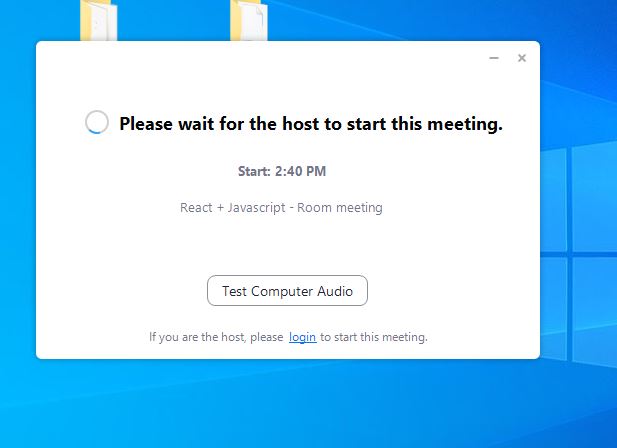 Please wait for the host to start this meeting.
Start: 2:40 PM
React + Javascript - Room meeting
Test Computer Audio
If you are the host, please login to start this meeting.